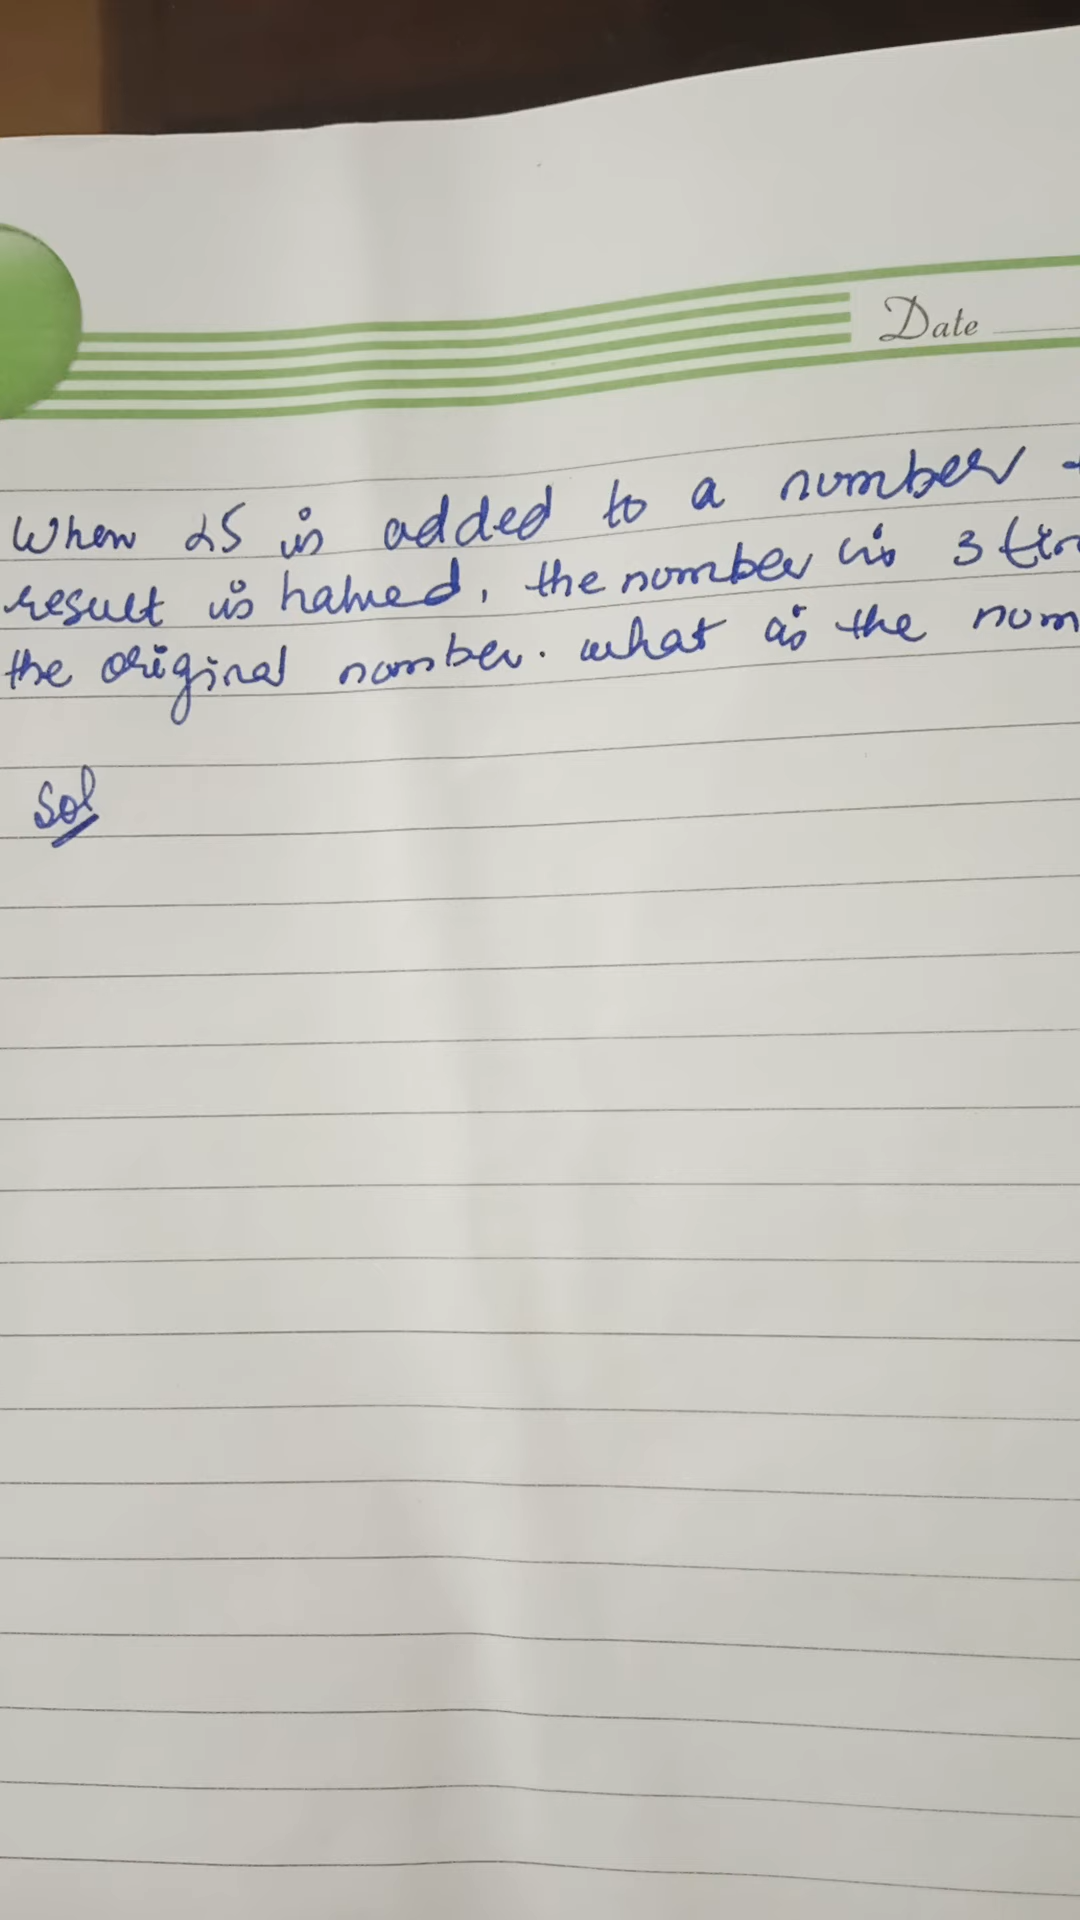 Date
When 25 is added to a number
result is halved, the number is 3
the original number. what is the
Sol